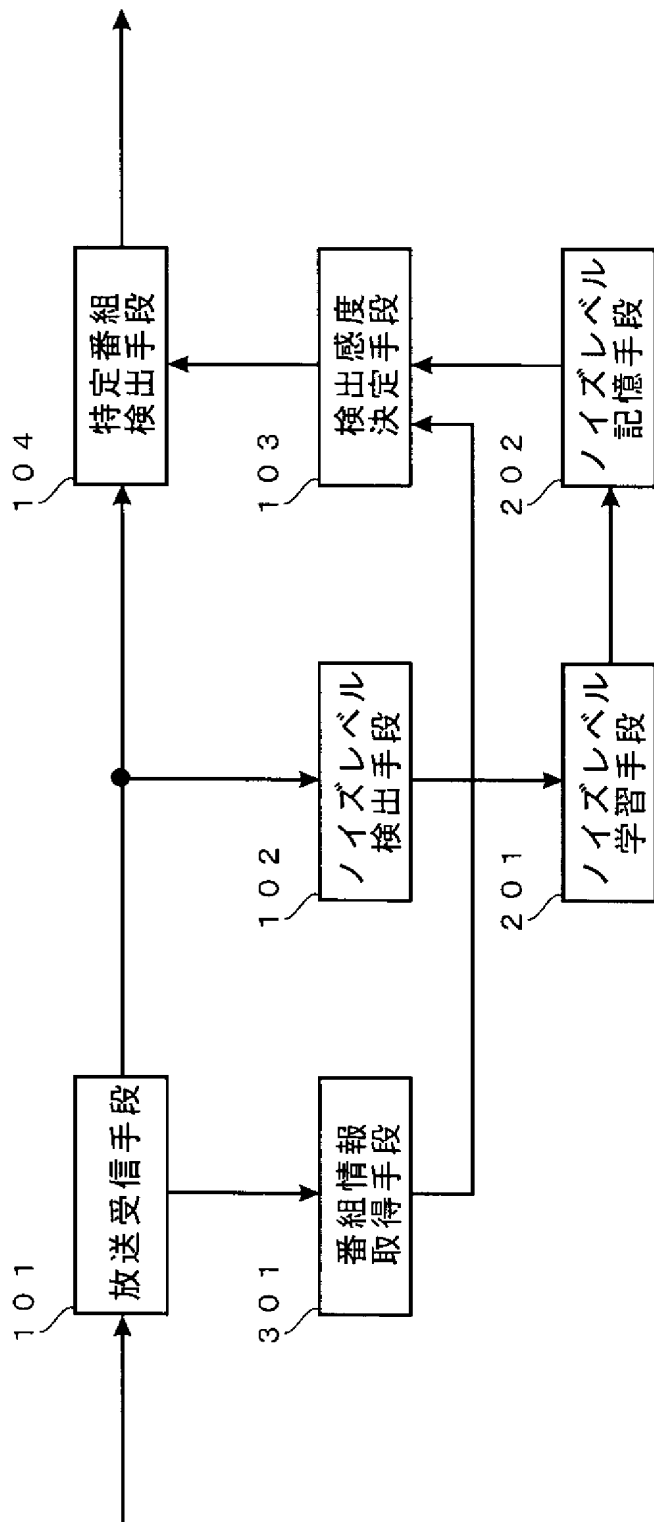 １０１
放送受信手段
１０４
特定番組
検出手段
３０１
番組情報
取得手段
１０２
ノイズレベル
検出手段
１０３
検出感度
決定手段
２０１
ノイズレベル
学習手段
２０２
ノイズレベル
記憶手段